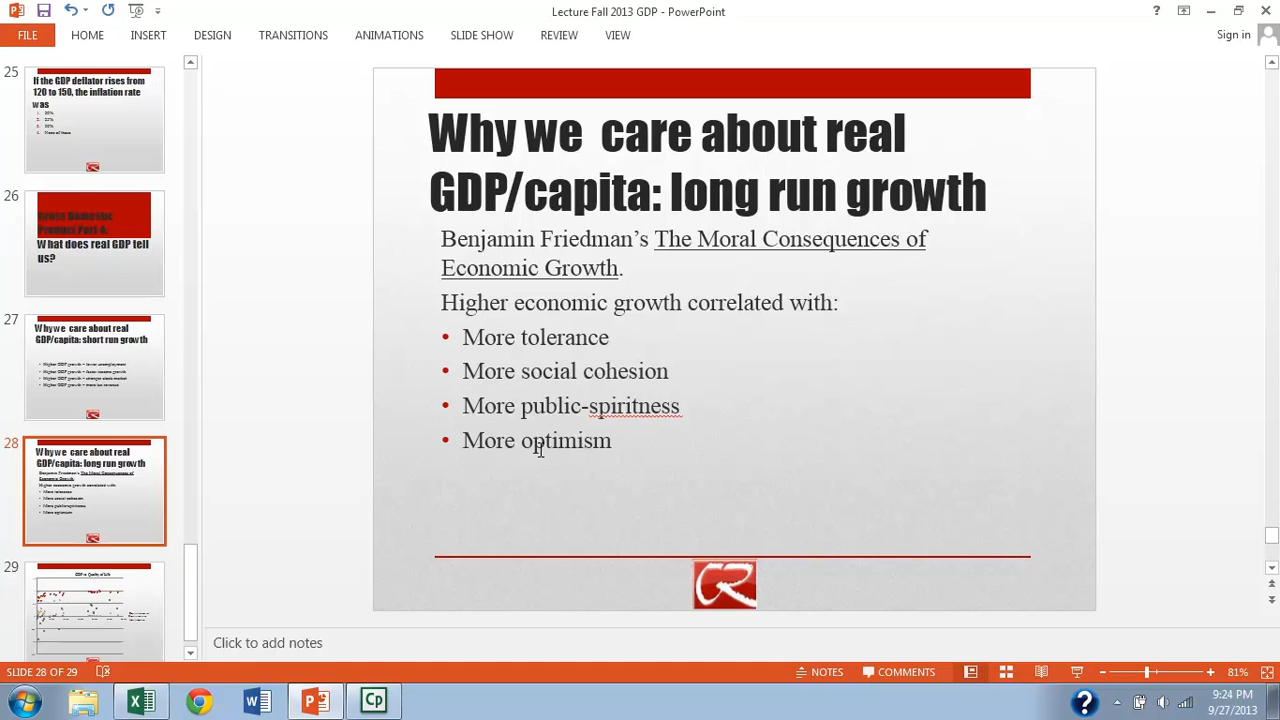 Lecture Fall 2013 GDP - PowerPoint
?
FILE HOME INSERT DESIGN TRANSITIONS ANIMATIONS SLIDE SHOW REVIEW VIEW Sign in
25
If the GDP deflator rises from
120 to 150, the inflation rate
was
None of these
26
Gross Domestic
Product Part 4:
What does real GDP tell
us?
27
Why we care about real
GDP/capita: short run growth
Higher GDP growth = lower unemployment
Higher GDP growth = faster income growth
Higher GDP growth = stronger stock market
Higher GDP growth = more tax revenue
28
Why we care about real
GDP/capita: long run growth
Benjamin Friedman's The Moral Consequences of
Economic Growth.
Higher economic growth correlated with:
More tolerance
More social cohesion
More public-spiritness
More optimism
29
GDP vs. Quality of Life
Why we care about real
GDP/capita: long run growth
Benjamin Friedman’s The Moral Consequences of
Economic Growth.
Higher economic growth correlated with:
• More tolerance
• More social cohesion
• More public-spiritness
• More optimism
CR
Click to add notes
SLIDE 28 OF 29 NOTES COMMENTS 81%
Cp
?
9:24 PM
9/27/2013